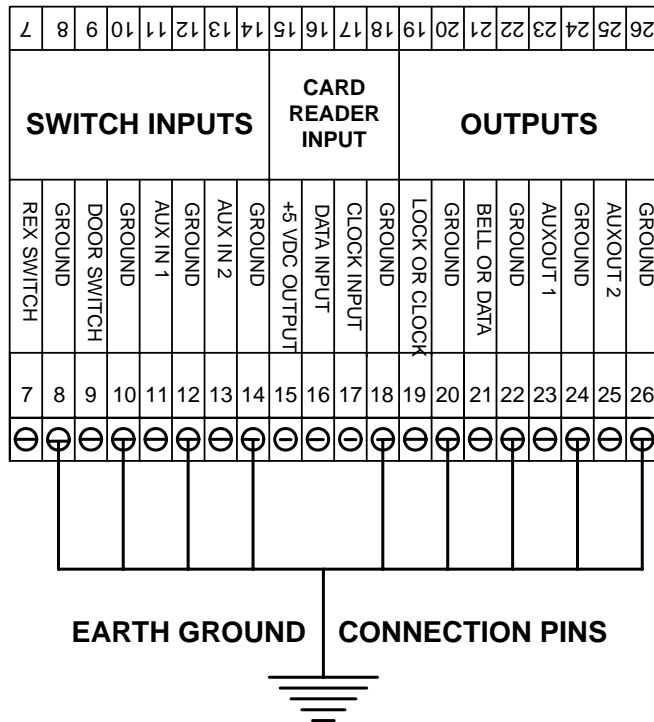 7 8 9 10 11 12 13 14 15 16 17 18 19 20 21 22 23 24 25 26
SWITCH INPUTS
CARD
READER
INPUT
OUTPUTS
REX SWITCH
GROUND
DOOR SWITCH
GROUND
AUX IN 1
GROUND
AUX IN 2
GROUND
+5 VDC OUTPUT
DATA INPUT
CLOCK INPUT
GROUND
LOCK OR CLOCK
GROUND
BELL OR DATA
GROUND
AUXOUT 1
GROUND
AUXOUT 2
GROUND
7 8 9 10 11 12 13 14 15 16 17 18 19 20 21 22 23 24 25 26
EARTH GROUND CONNECTION PINS